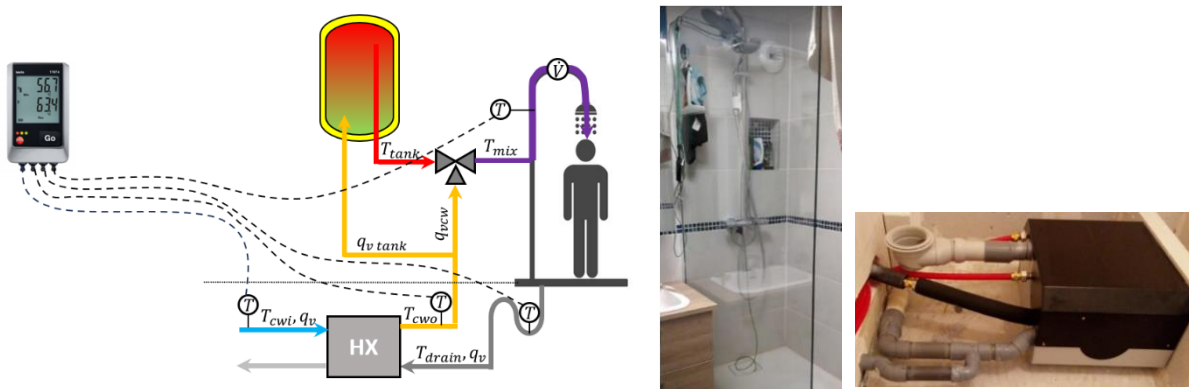 56.7
63.4
Go
T
V̇
T
T_tank
T_mix
q_vcw
q_v tank
T
T
T
T_cwi, q_v
HX
T_cwo
T_drain, q_v